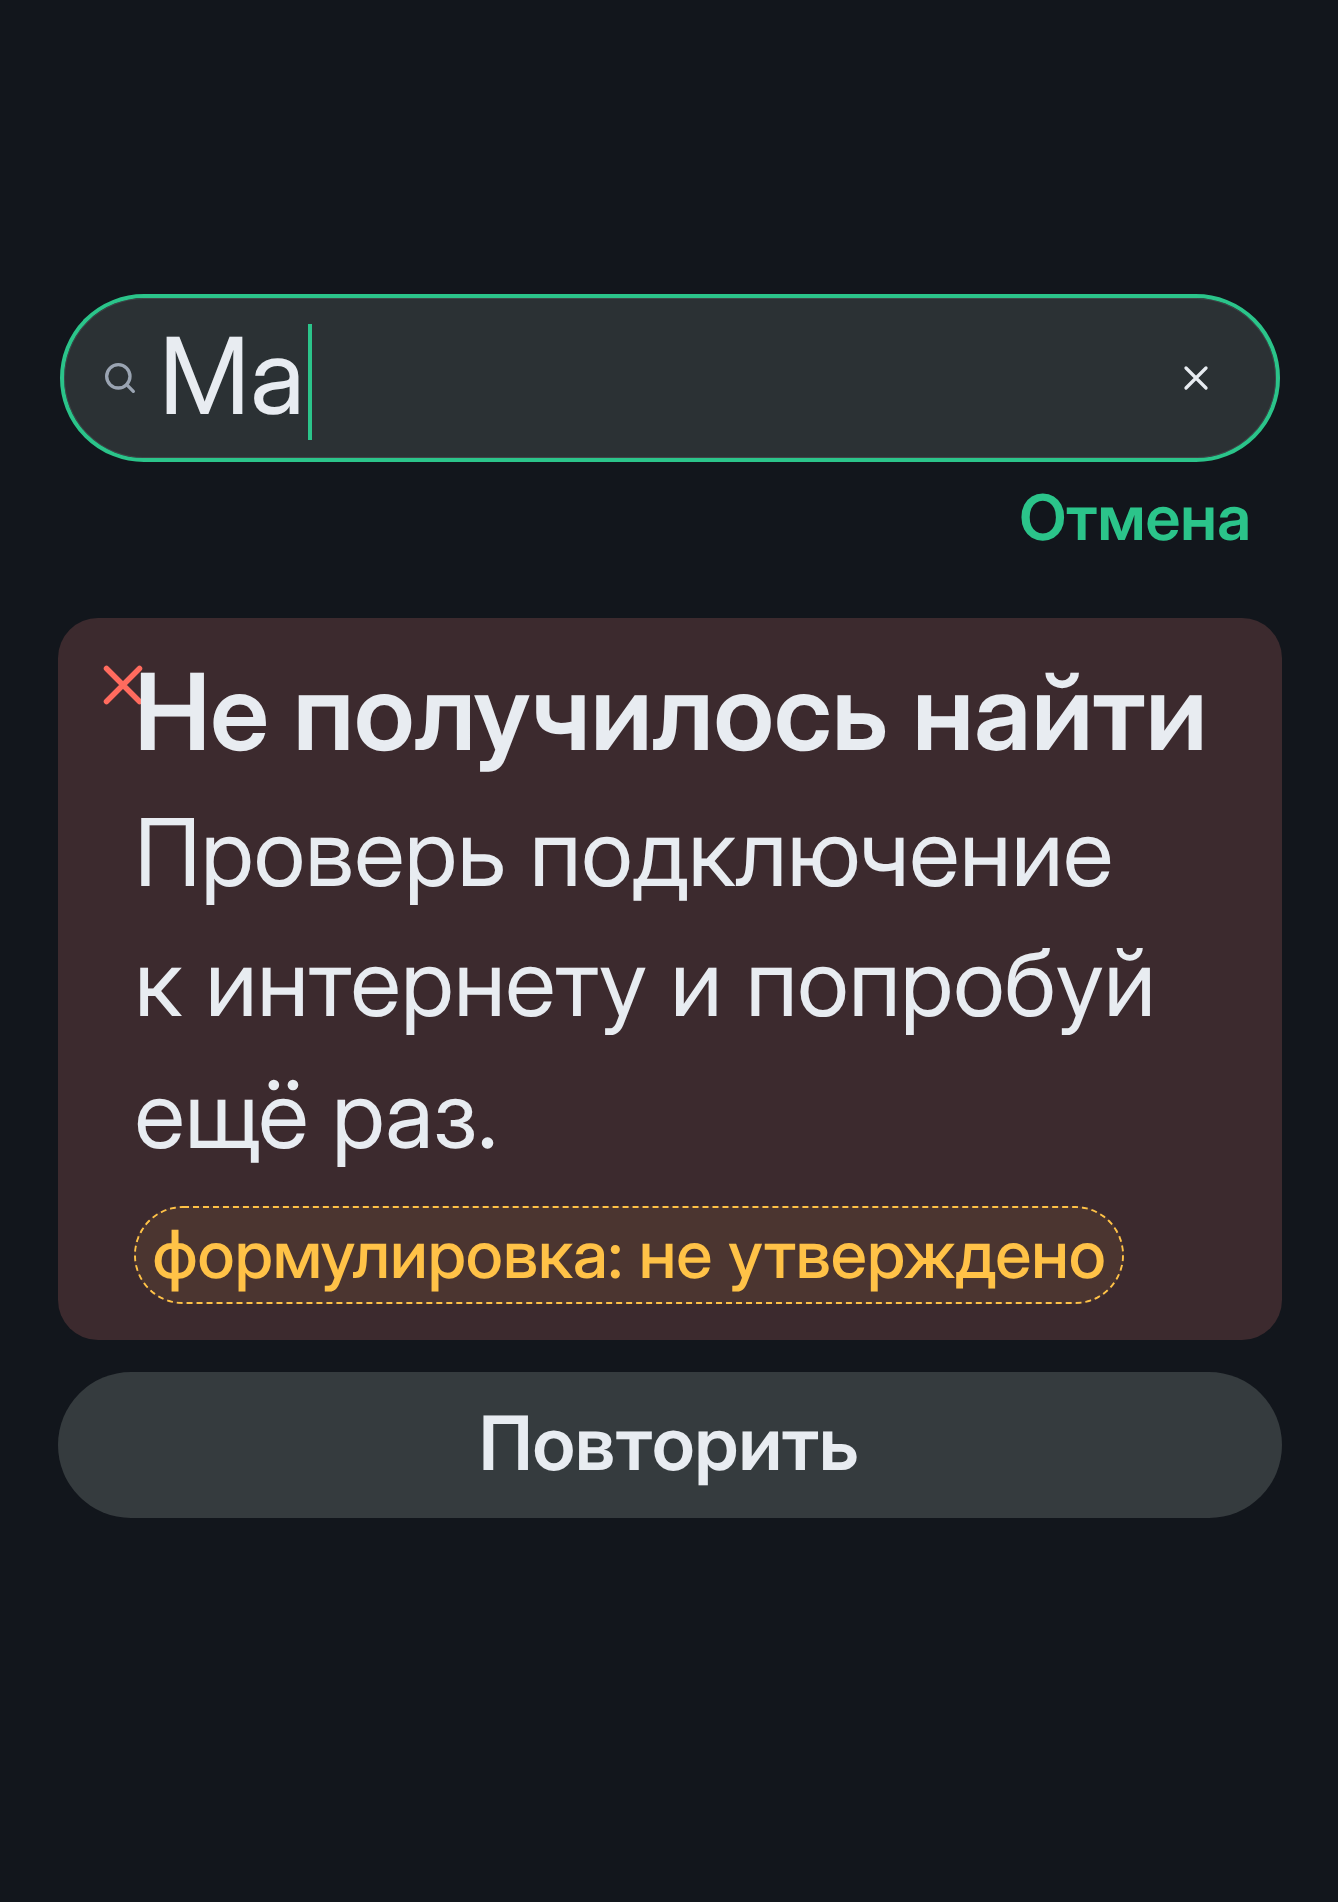 Ма
Отмена
Не получилось найти
Проверь подключение
к интернету и попробуй
ещё раз.
формулировка: не утверждено
Повторить